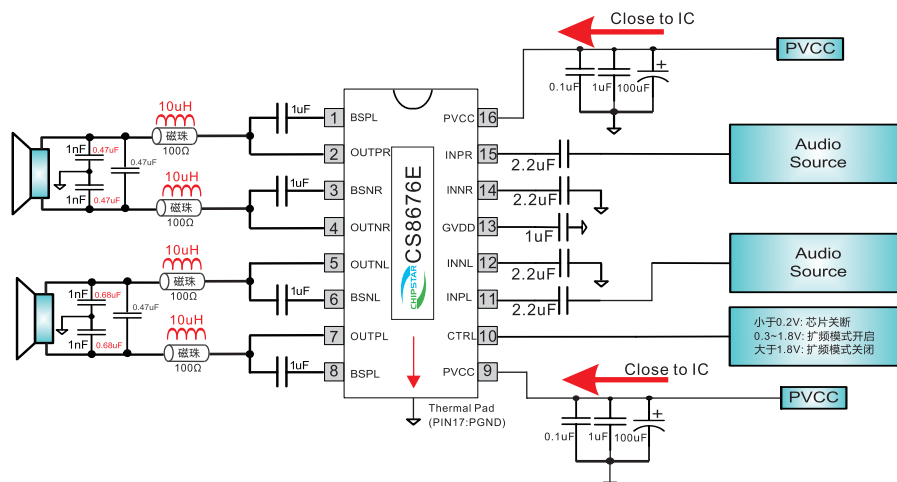 Close to IC
PVCC
0.1uF
1uF
100uF
+
10uH
磁珠
100Ω
1uF
1nF
0.47uF
0.47uF
1nF
0.47uF
10uH
磁珠
100Ω
1uF
10uH
磁珠
100Ω
1nF
0.68uF
0.47uF
1nF
0.68uF
10uH
磁珠
100Ω
1uF
1uF
1 BSPL
2 OUTPR
3 BSNR
4 OUTNR
5 OUTNL
6 BSNL
7 OUTPL
8 BSPL
CS8676E
CHIPSTAR
PVCC 16
INPR 15
INNR 14
GVDD 13
INNL 12
INPL 11
CTRL 10
PVCC 9
Thermal Pad
(PIN17:PGND)
2.2uF
2.2uF
1uF
2.2uF
2.2uF
Audio
Source
Audio
Source
小于0.2V: 芯片关断
0.3~1.8V: 扩频模式开启
大于1.8V: 扩频模式关闭
Close to IC
PVCC
0.1uF
1uF
100uF
+